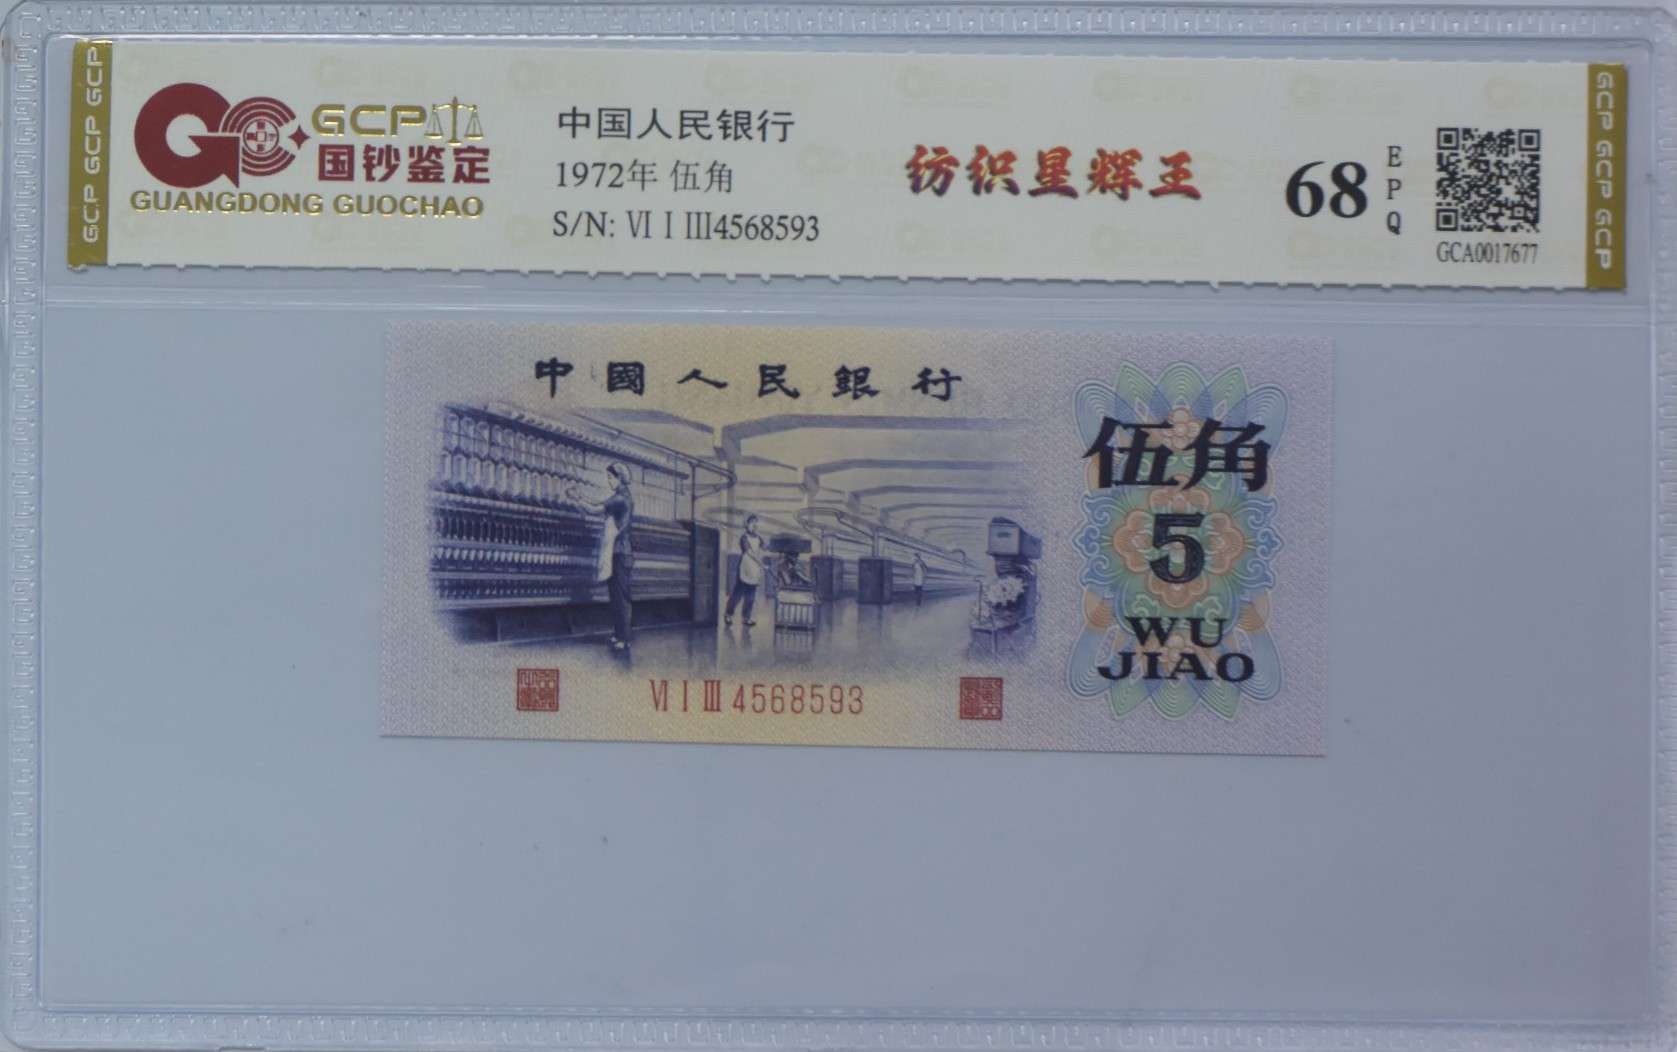 GCP GCP GCP
GCP
国钞鉴定
GUANGDONG GUOCHAO
中国人民银行
1972年 伍角
S/N: Ⅵ Ⅰ Ⅲ4568593
纺织星辉王
68
EPQ
GCA0017677
GCP GCP GCP
中國人民銀行
伍角
5
WU
JIAO
Ⅵ Ⅰ Ⅲ 4568593